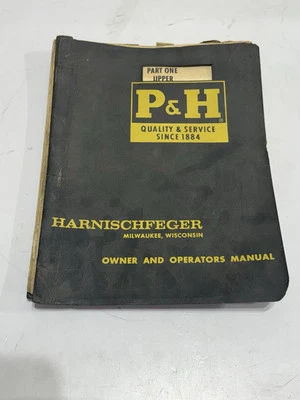 PART ONE
UPPER
P&H
QUALITY & SERVICE
SINCE 1884
HARNISCHFEGER
MILWAUKEE, WISCONSIN
OWNER AND OPERATORS MANUAL